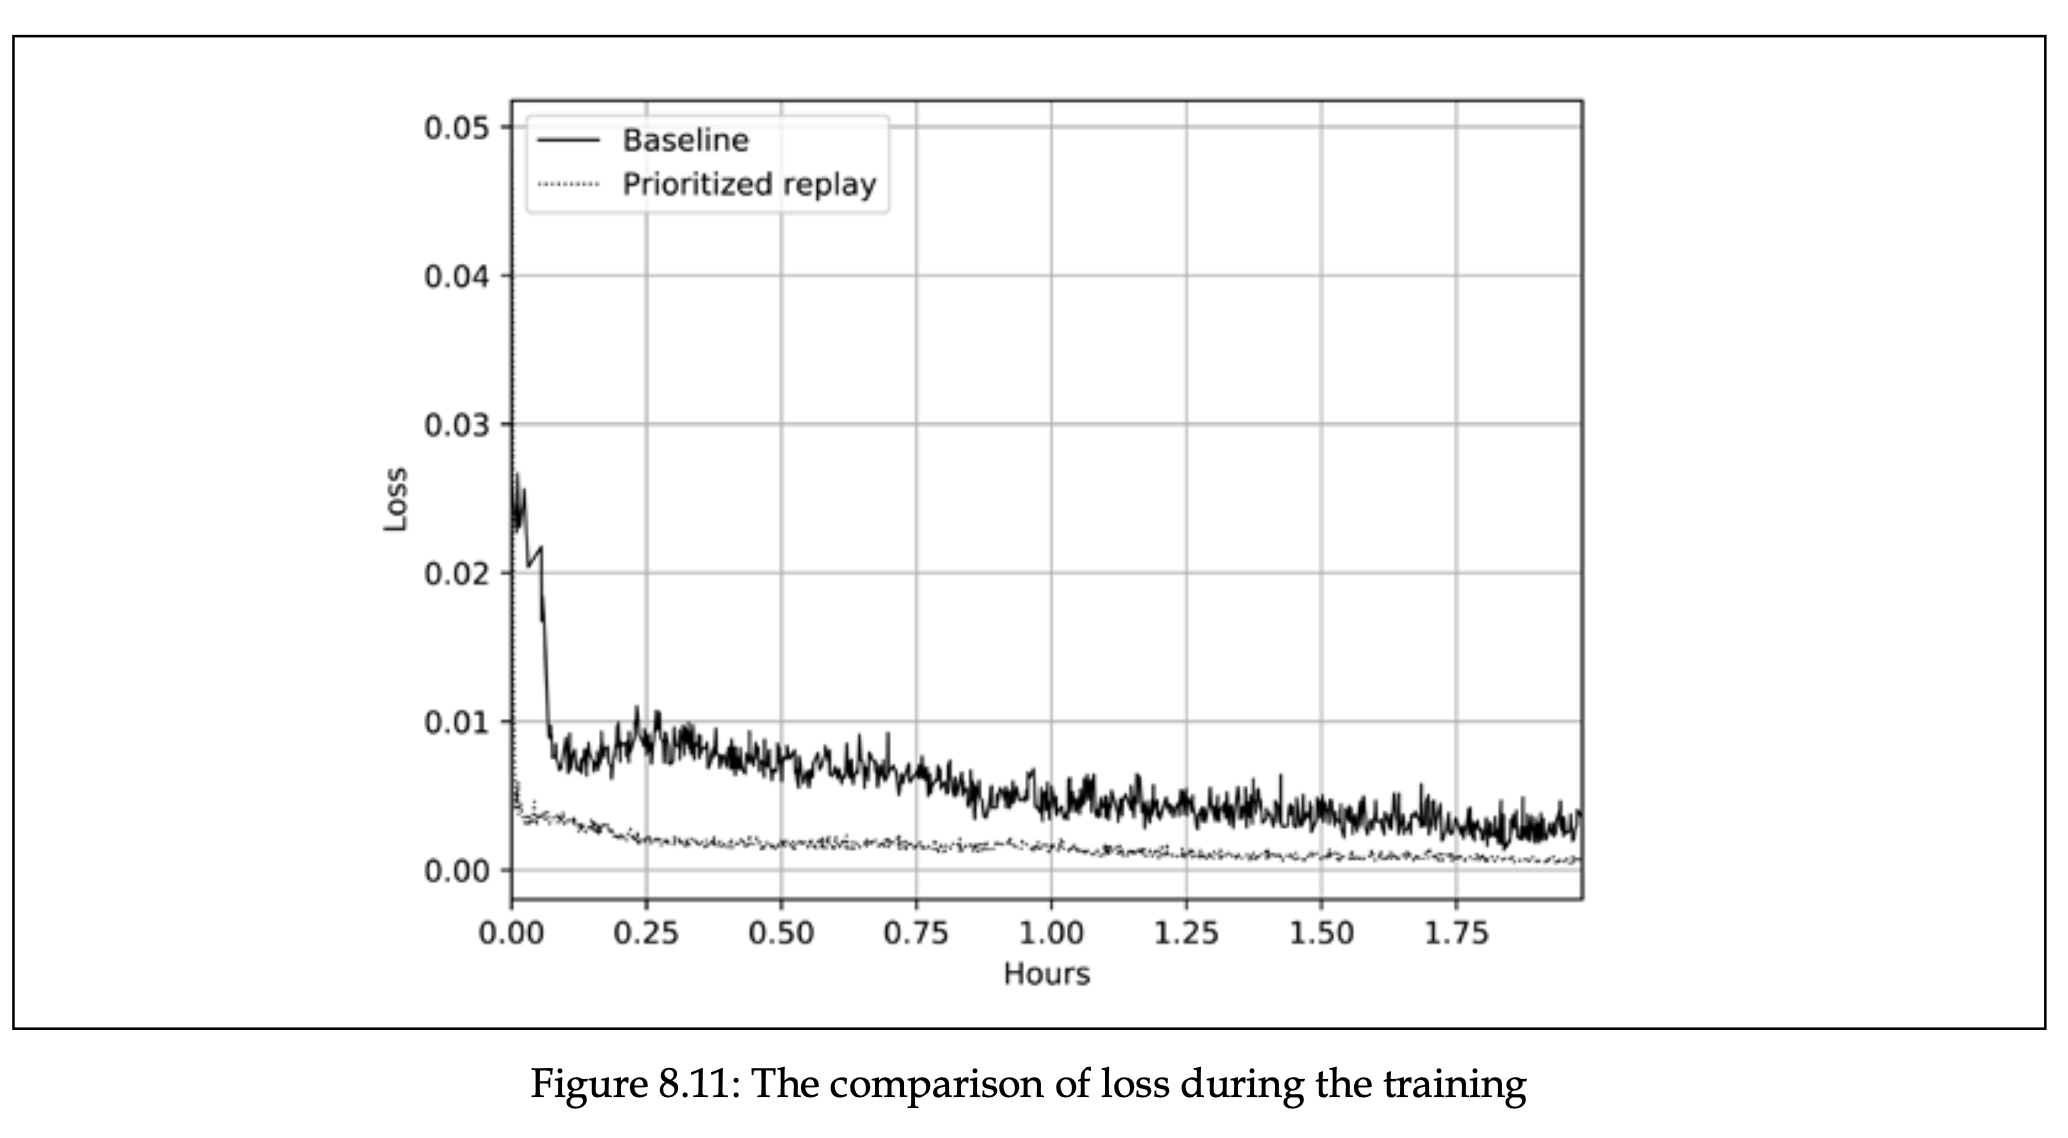 0.05
0.04
0.03
0.02
0.01
0.00
Loss
Baseline
Prioritized replay
0.00 0.25 0.50 0.75 1.00 1.25 1.50 1.75
Hours
Figure 8.11: The comparison of loss during the training